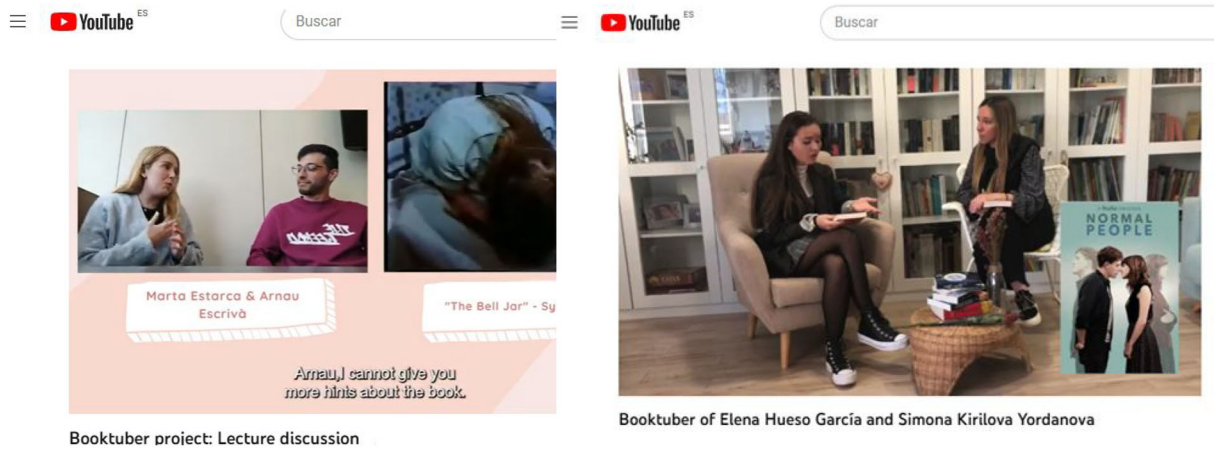 YouTube ES
Buscar
Marta Estarca & Arnau
Escrivà
"The Bell Jar" - Sy
Arnau,I cannot give you
more hints about the book.
Booktuber project: Lecture discussion
YouTube ES
Buscar
NORMAL
PEOPLE
Booktuber of Elena Hueso García and Simona Kirilova Yordanova